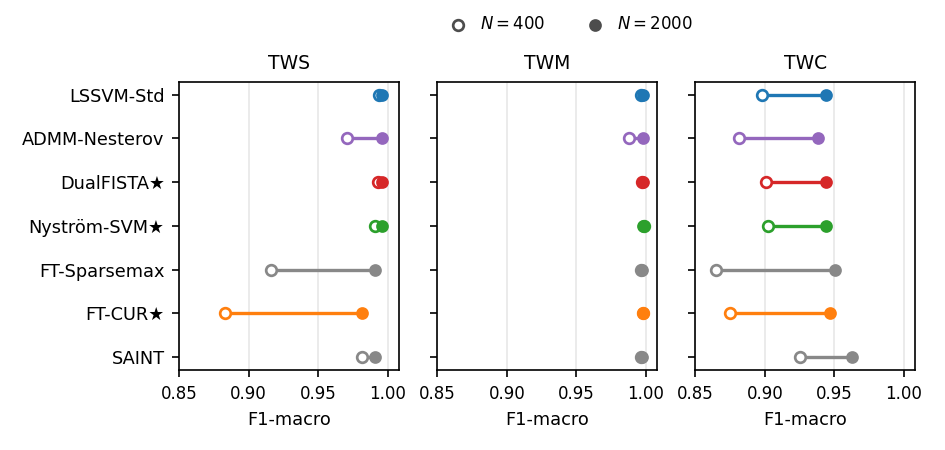 N = 400 N = 2000
TWS TWM TWC
LSSVM-Std
ADMM-Nesterov
DualFISTA★
Nyström-SVM★
FT-Sparsemax
FT-CUR★
SAINT
0.85 0.90 0.95 1.00 0.85 0.90 0.95 1.00 0.85 0.90 0.95 1.00
F1-macro F1-macro F1-macro